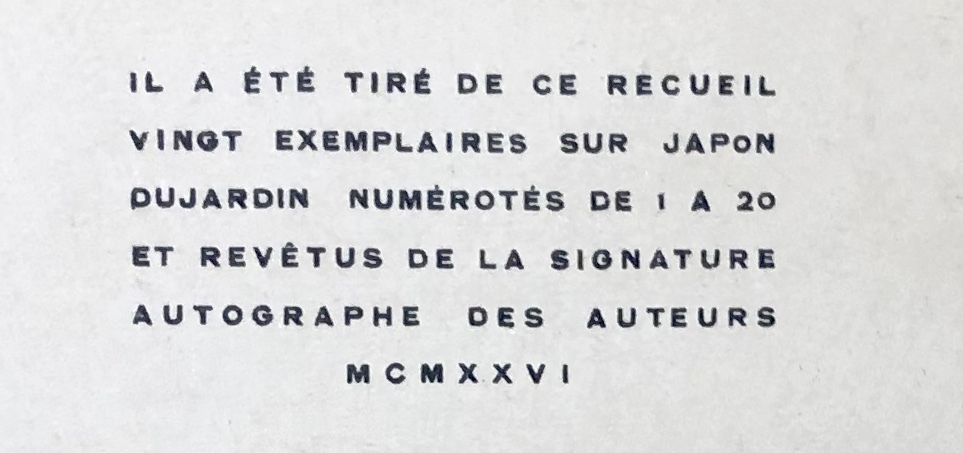 IL A ÉTÉ TIRÉ DE CE RECUEIL
VINGT EXEMPLAIRES SUR JAPON
DUJARDIN NUMÉROTÉS DE 1 A 20
ET REVÊTUS DE LA SIGNATURE
AUTOGRAPHE DES AUTEURS
MCMXXVI